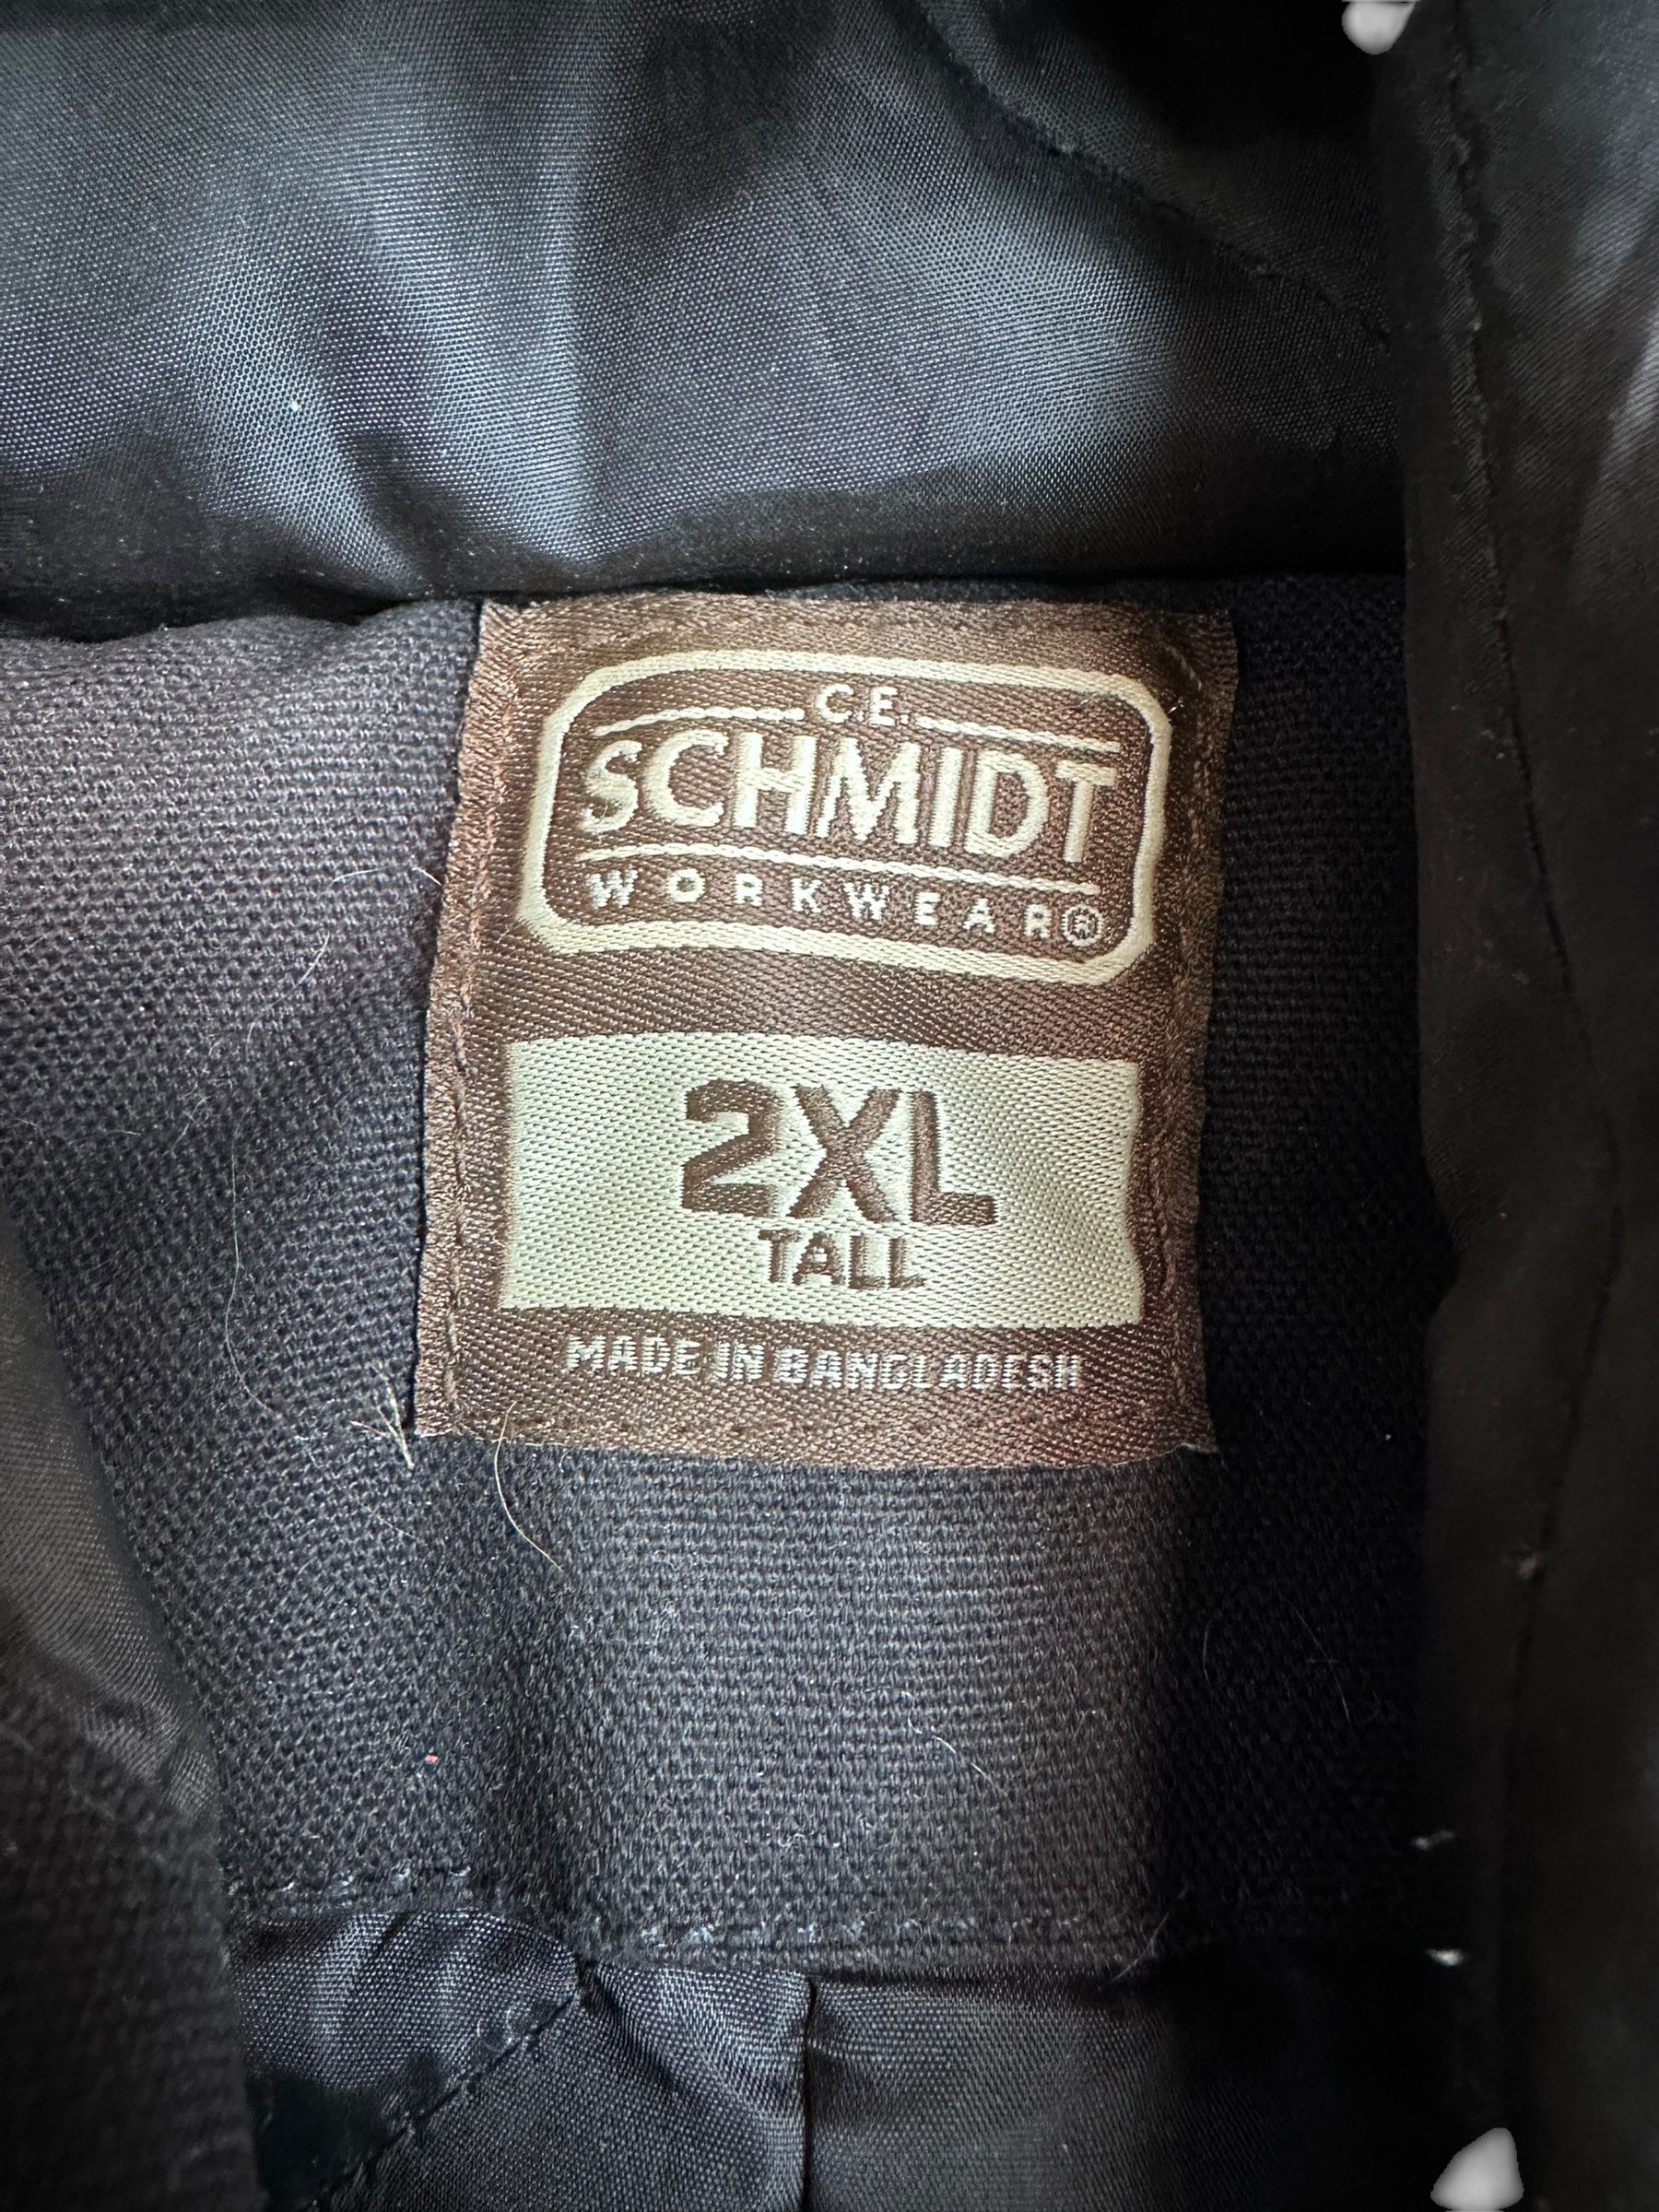 C.E.
SCHMIDT
WORKWEAR®
2XL
TALL
MADE IN BANGLADESH